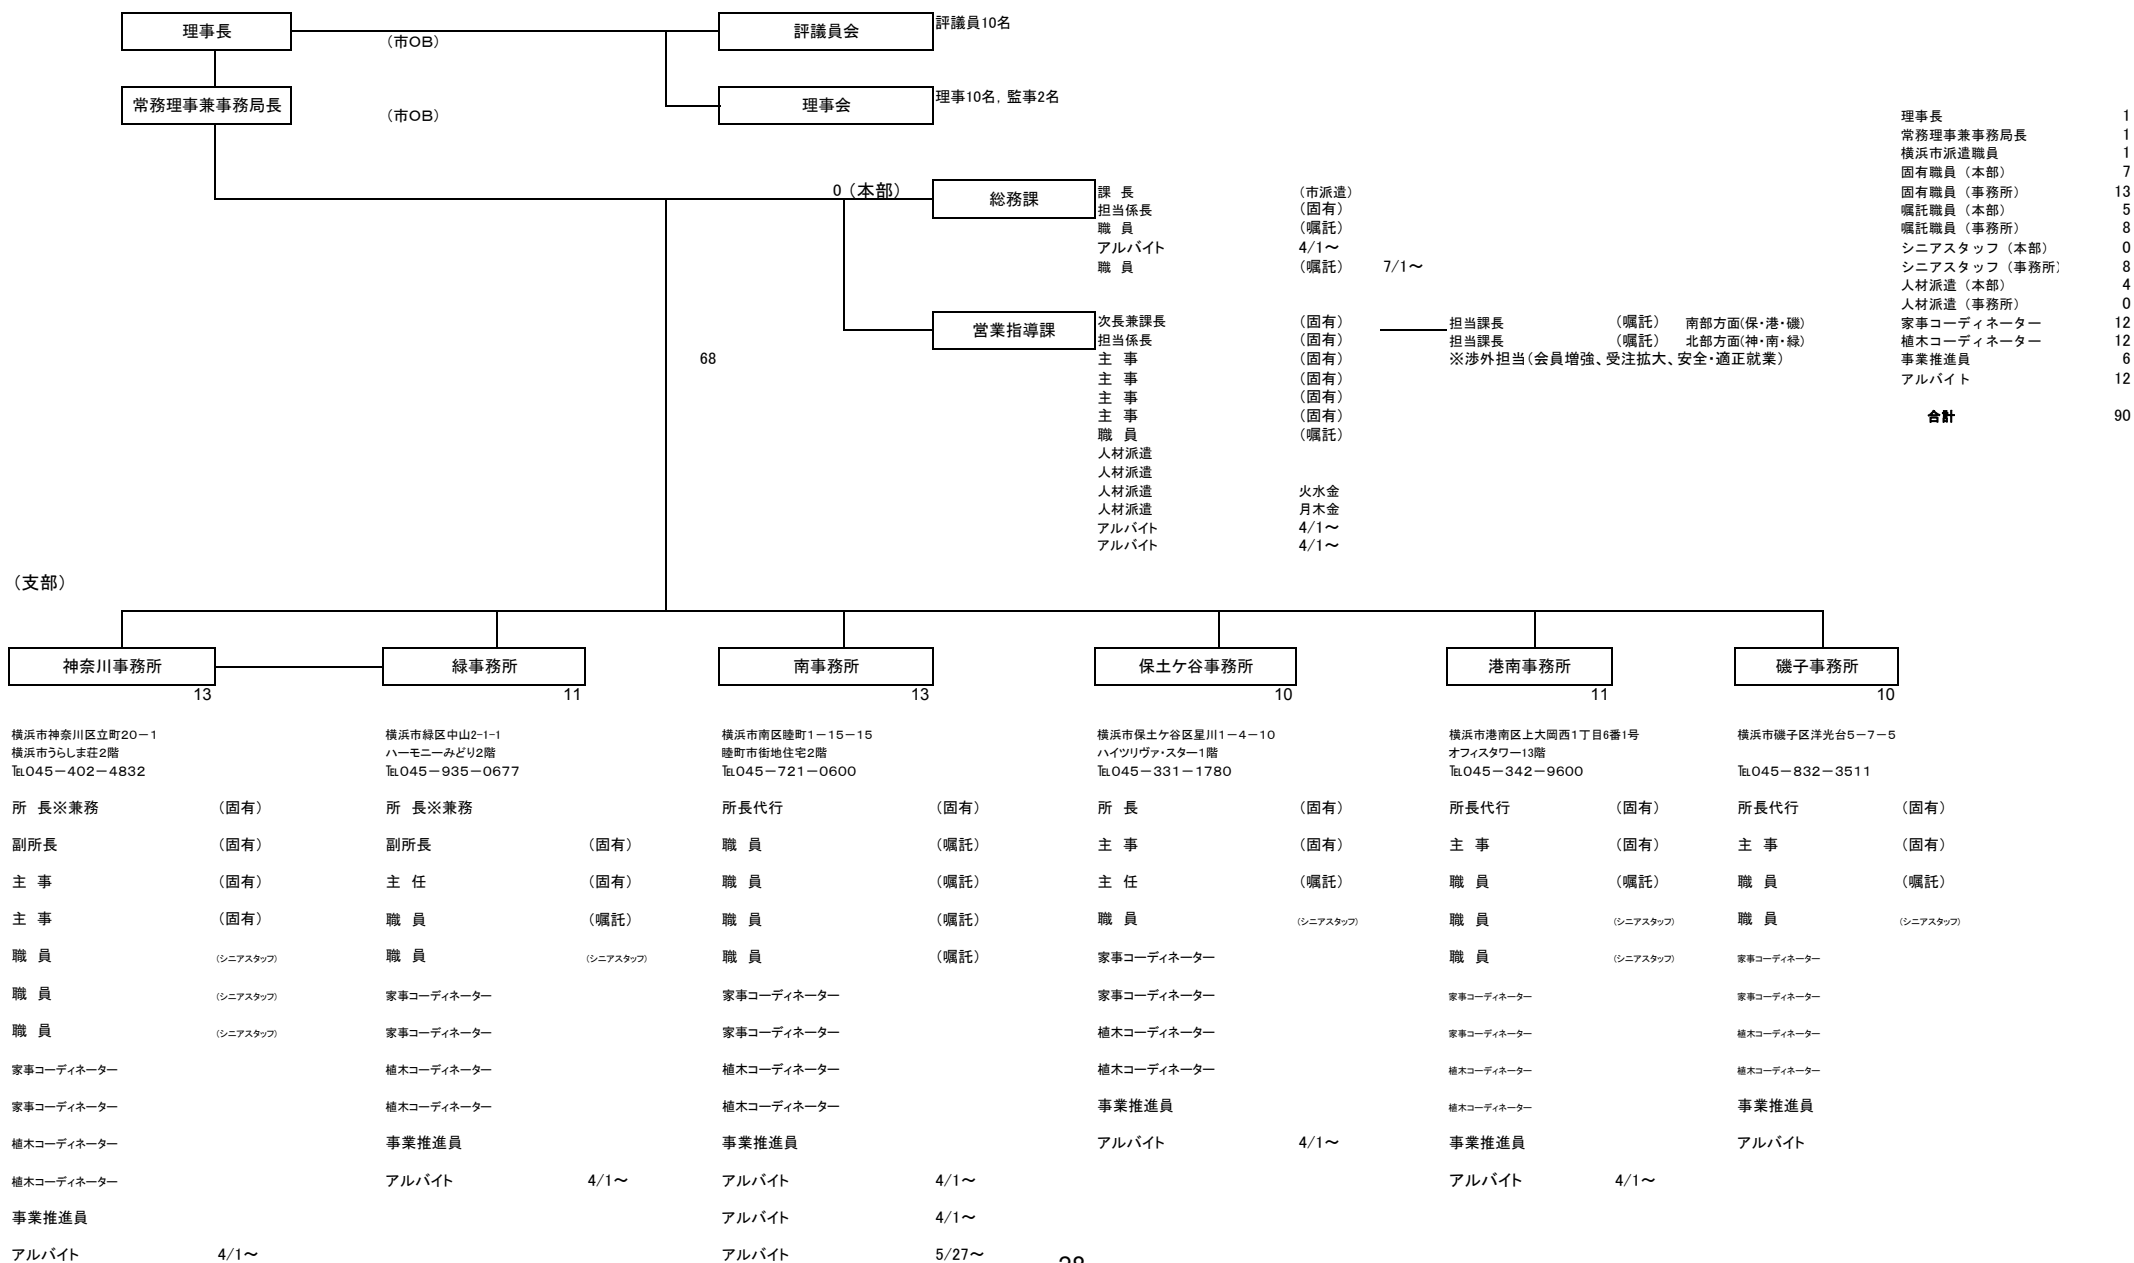 理事長 (市OB) 評議員会 評議員10名
常務理事兼事務局長 (市OB) 理事会 理事10名, 監事2名
理事長 1
常務理事兼事務局長 1
横浜市派遣職員 1
固有職員（本部） 7
固有職員（事務所） 13
嘱託職員（本部） 5
嘱託職員（事務所） 8
シニアスタッフ（本部） 0
シニアスタッフ（事務所） 8
人材派遣（本部） 4
人材派遣（事務所） 0
家事コーディネーター 12
植木コーディネーター 12
事業推進員 6
アルバイト 12
合計 90
0（本部） 総務課
課 長 (市派遣)
担当係長 (固有)
職 員 (嘱託)
アルバイト 4/1～
職 員 (嘱託) 7/1～
営業指導課
次長兼課長 (固有)
担当係長 (固有)
主 事 (固有)
主 事 (固有)
主 事 (固有)
主 事 (固有)
職 員 (嘱託)
人材派遣
人材派遣
人材派遣 火水金
人材派遣 月木金
アルバイト 4/1～
アルバイト 4/1～
担当課長 (嘱託) 南部方面(保・港・磯)
担当課長 (嘱託) 北部方面(神・南・緑)
※渉外担当(会員増強、受注拡大、安全・適正就業)
68
（支部）
神奈川事務所
13
横浜市神奈川区立町20－1
横浜市うらしま荘2階
℡045－402－4832
所 長※兼務 (固有)
副所長 (固有)
主 事 (固有)
主 事 (固有)
職 員 (シニアスタッフ)
職 員 (シニアスタッフ)
職 員 (シニアスタッフ)
家事コーディネーター
家事コーディネーター
植木コーディネーター
植木コーディネーター
事業推進員
アルバイト 4/1～
緑事務所
11
横浜市緑区中山2-1-1
ハーモニーみどり2階
℡045－935－0677
所 長※兼務
副所長 (固有)
主 任 (固有)
職 員 (嘱託)
職 員 (シニアスタッフ)
家事コーディネーター
家事コーディネーター
植木コーディネーター
植木コーディネーター
事業推進員
アルバイト 4/1～
南事務所
13
横浜市南区睦町1－15－15
睦町市街地住宅2階
℡045－721－0600
所長代行 (固有)
職 員 (嘱託)
職 員 (嘱託)
職 員 (嘱託)
職 員 (嘱託)
家事コーディネーター
家事コーディネーター
植木コーディネーター
植木コーディネーター
事業推進員
アルバイト 4/1～
アルバイト 4/1～
アルバイト 5/27～
保土ケ谷事務所
10
横浜市保土ケ谷区星川1－4－10
ハイツリヴァ・スター1階
℡045－331－1780
所 長 (固有)
主 事 (固有)
主 任 (嘱託)
職 員 (シニアスタッフ)
家事コーディネーター
家事コーディネーター
植木コーディネーター
植木コーディネーター
事業推進員
アルバイト 4/1～
港南事務所
11
横浜市港南区上大岡西1丁目6番1号
オフィスタワー13階
℡045－342－9600
所長代行 (固有)
主 事 (固有)
職 員 (嘱託)
職 員 (シニアスタッフ)
職 員 (シニアスタッフ)
家事コーディネーター
家事コーディネーター
植木コーディネーター
植木コーディネーター
事業推進員
アルバイト 4/1～
磯子事務所
10
横浜市磯子区洋光台5－7－5
℡045－832－3511
所長代行 (固有)
主 事 (固有)
職 員 (嘱託)
職 員 (シニアスタッフ)
家事コーディネーター
家事コーディネーター
植木コーディネーター
植木コーディネーター
事業推進員
アルバイト